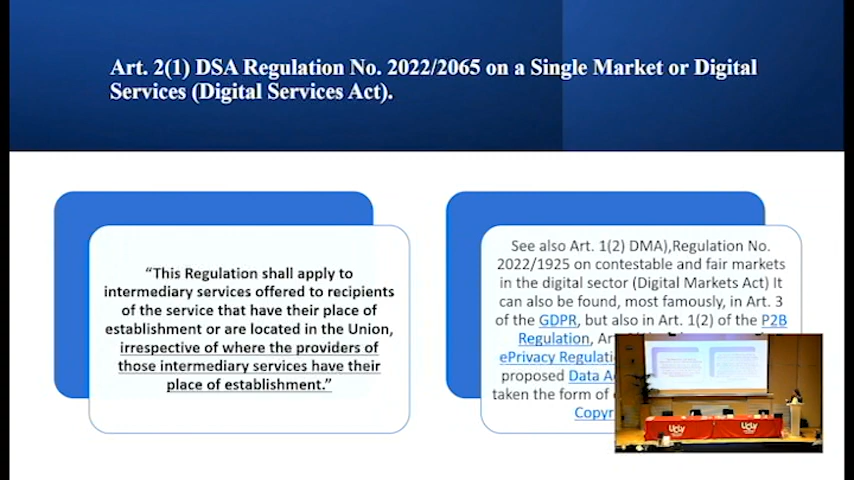 Art. 2(1) DSA Regulation No. 2022/2065 on a Single Market or Digital
Services (Digital Services Act).
“This Regulation shall apply to
intermediary services offered to recipients
of the service that have their place of
establishment or are located in the Union,
irrespective of where the providers of
those intermediary services have their
place of establishment.”
See also Art. 1(2) DMA),Regulation No.
2022/1925 on contestable and fair markets
in the digital sector (Digital Markets Act) It
can also be found, most famously, in Art. 3
of the GDPR, but also in Art. 1(2) of the P2B
Regulation,
ePrivacy
proposed Data
taken the form of
UCLy
UCLy